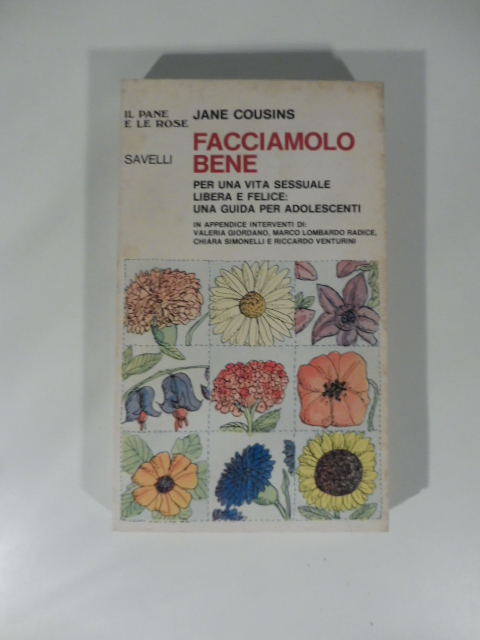 IL PANE
E LE ROSE
SAVELLI
JANE COUSINS
FACCIAMOLO
BENE
PER UNA VITA SESSUALE
LIBERA E FELICE:
UNA GUIDA PER ADOLESCENTI
IN APPENDICE INTERVENTI DI:
VALERIA GIORDANO, MARCO LOMBARDO RADICE,
CHIARA SIMONELLI E RICCARDO VENTURINI